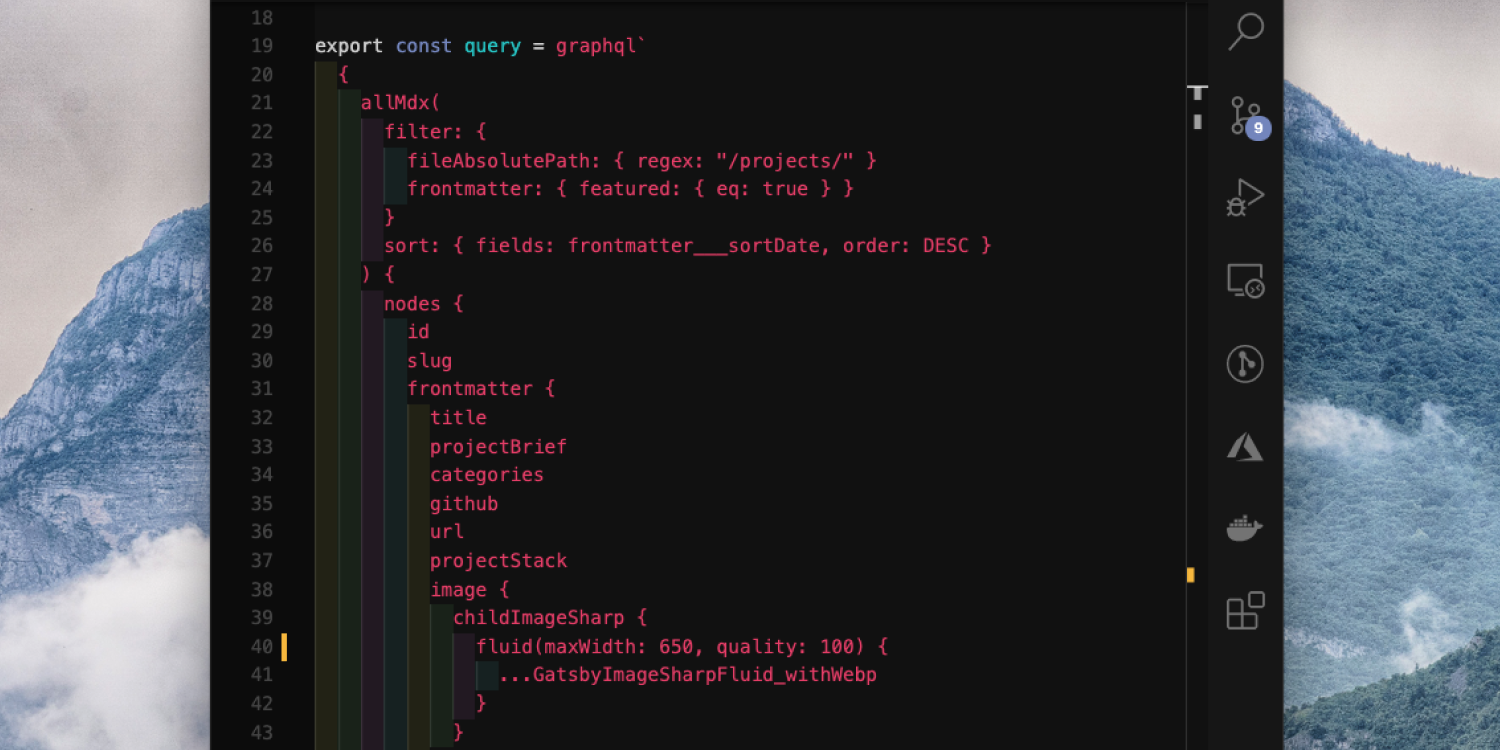 18
19 export const query = graphql`
20 {
21 allMdx(
22 filter: {
23 fileAbsolutePath: { regex: "/projects/" }
24 frontmatter: { featured: { eq: true } }
25 }
26 sort: { fields: frontmatter___sortDate, order: DESC }
27 ) {
28 nodes {
29 id
30 slug
31 frontmatter {
32 title
33 projectBrief
34 categories
35 github
36 url
37 projectStack
38 image {
39 childImageSharp {
40 fluid(maxWidth: 650, quality: 100) {
41 ...GatsbyImageSharpFluid_withWebp
42 }
43 }
9